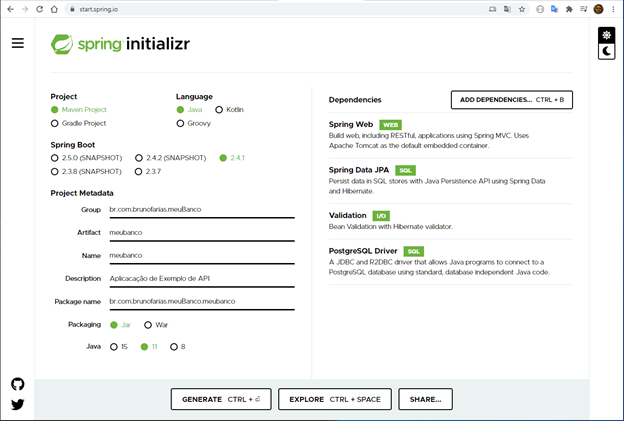 start.spring.io
spring initializr
Project
Maven Project
Gradle Project
Language
Java
Kotlin
Groovy
Spring Boot
2.5.0 (SNAPSHOT)
2.4.2 (SNAPSHOT)
2.4.1
2.3.8 (SNAPSHOT)
2.3.7
Project Metadata
Group br.com.brunofarias.meuBanco
Artifact meubanco
Name meubanco
Description Aplicacação de Exemplo de API
Package name br.com.brunofarias.meuBanco.meubanco
Packaging Jar War
Java 15 11 8
Dependencies
ADD DEPENDENCIES... CTRL + B
Spring Web WEB
Build web, including RESTful, applications using Spring MVC. Uses
Apache Tomcat as the default embedded container.
Spring Data JPA SQL
Persist data in SQL stores with Java Persistence API using Spring Data
and Hibernate.
Validation I/O
Bean Validation with Hibernate validator.
PostgreSQL Driver SQL
A JDBC and R2DBC driver that allows Java programs to connect to a
PostgreSQL database using standard, database independent Java code.
GENERATE CTRL + ⏎
EXPLORE CTRL + SPACE
SHARE...